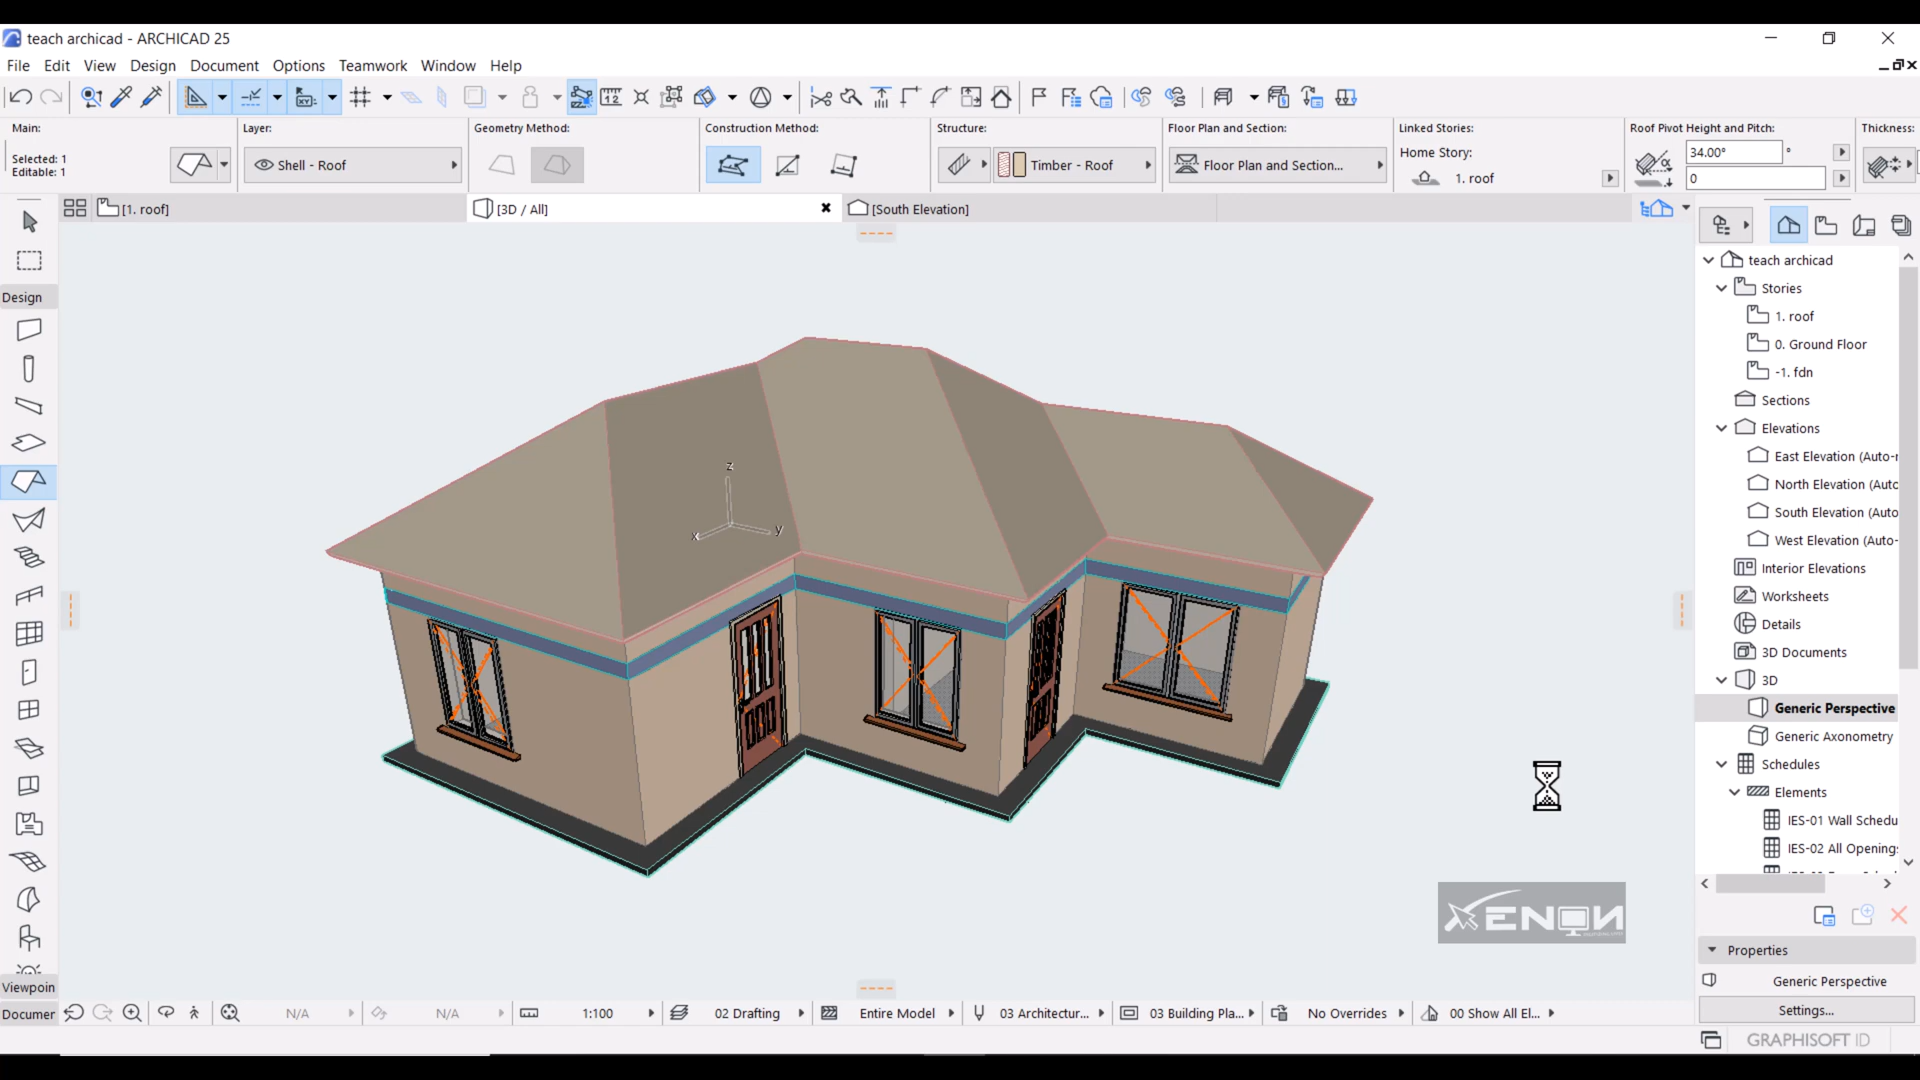 teach archicad - ARCHICAD 25
File Edit View Design Document Options Teamwork Window Help
Main:
Selected: 1
Editable: 1
Layer:
Shell - Roof
Geometry Method:
Construction Method:
Structure:
Timber - Roof
Floor Plan and Section:
Floor Plan and Section...
Linked Stories:
Home Story:
1. roof
Roof Pivot Height and Pitch:
34.00°
°
0
Thickness:
[1. roof]
[3D / All]
[South Elevation]
Design
Viewpoin
Documer
z
x
y
teach archicad
Stories
1. roof
0. Ground Floor
-1. fdn
Sections
Elevations
East Elevation (Auto-r
North Elevation (Autc
South Elevation (Auto
West Elevation (Auto-
Interior Elevations
Worksheets
Details
3D Documents
3D
Generic Perspective
Generic Axonometry
Schedules
Elements
IES-01 Wall Schedu
IES-02 All Opening:
XENON
Properties
Generic Perspective
Settings...
N/A
N/A
1:100
02 Drafting
Entire Model
03 Architectur...
03 Building Pla...
No Overrides
00 Show All El...
GRAPHISOFT ID